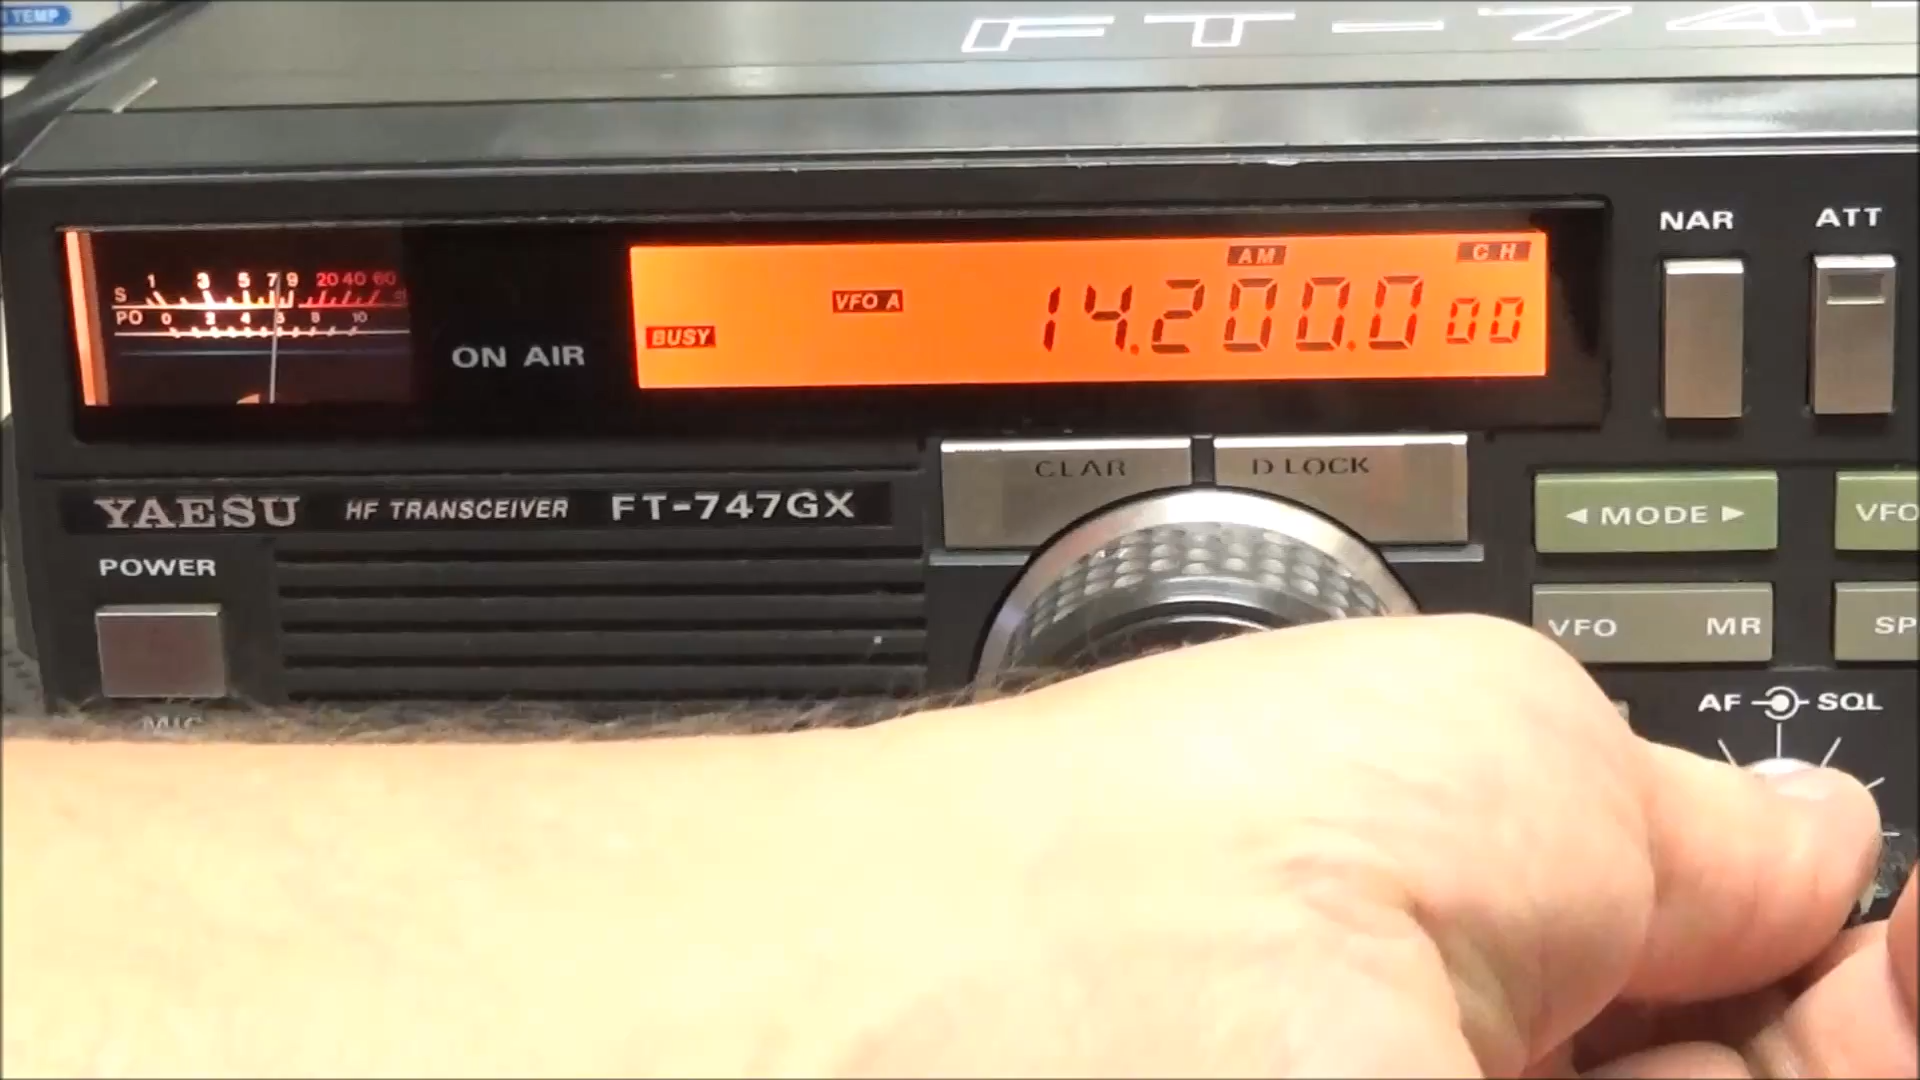 TEMP
FT-747
NAR
ATT
S 1 3 5 7 9 20 40 60
PO 0 2 4 6 8 10
ON AIR
AM
CH
VFO A
14.200.0 00
BUSY
CLAR
D LOCK
YAESU HF TRANSCEIVER FT-747GX
◄ MODE ►
VFO
POWER
VFO MR
SP
AF SQL
MIC